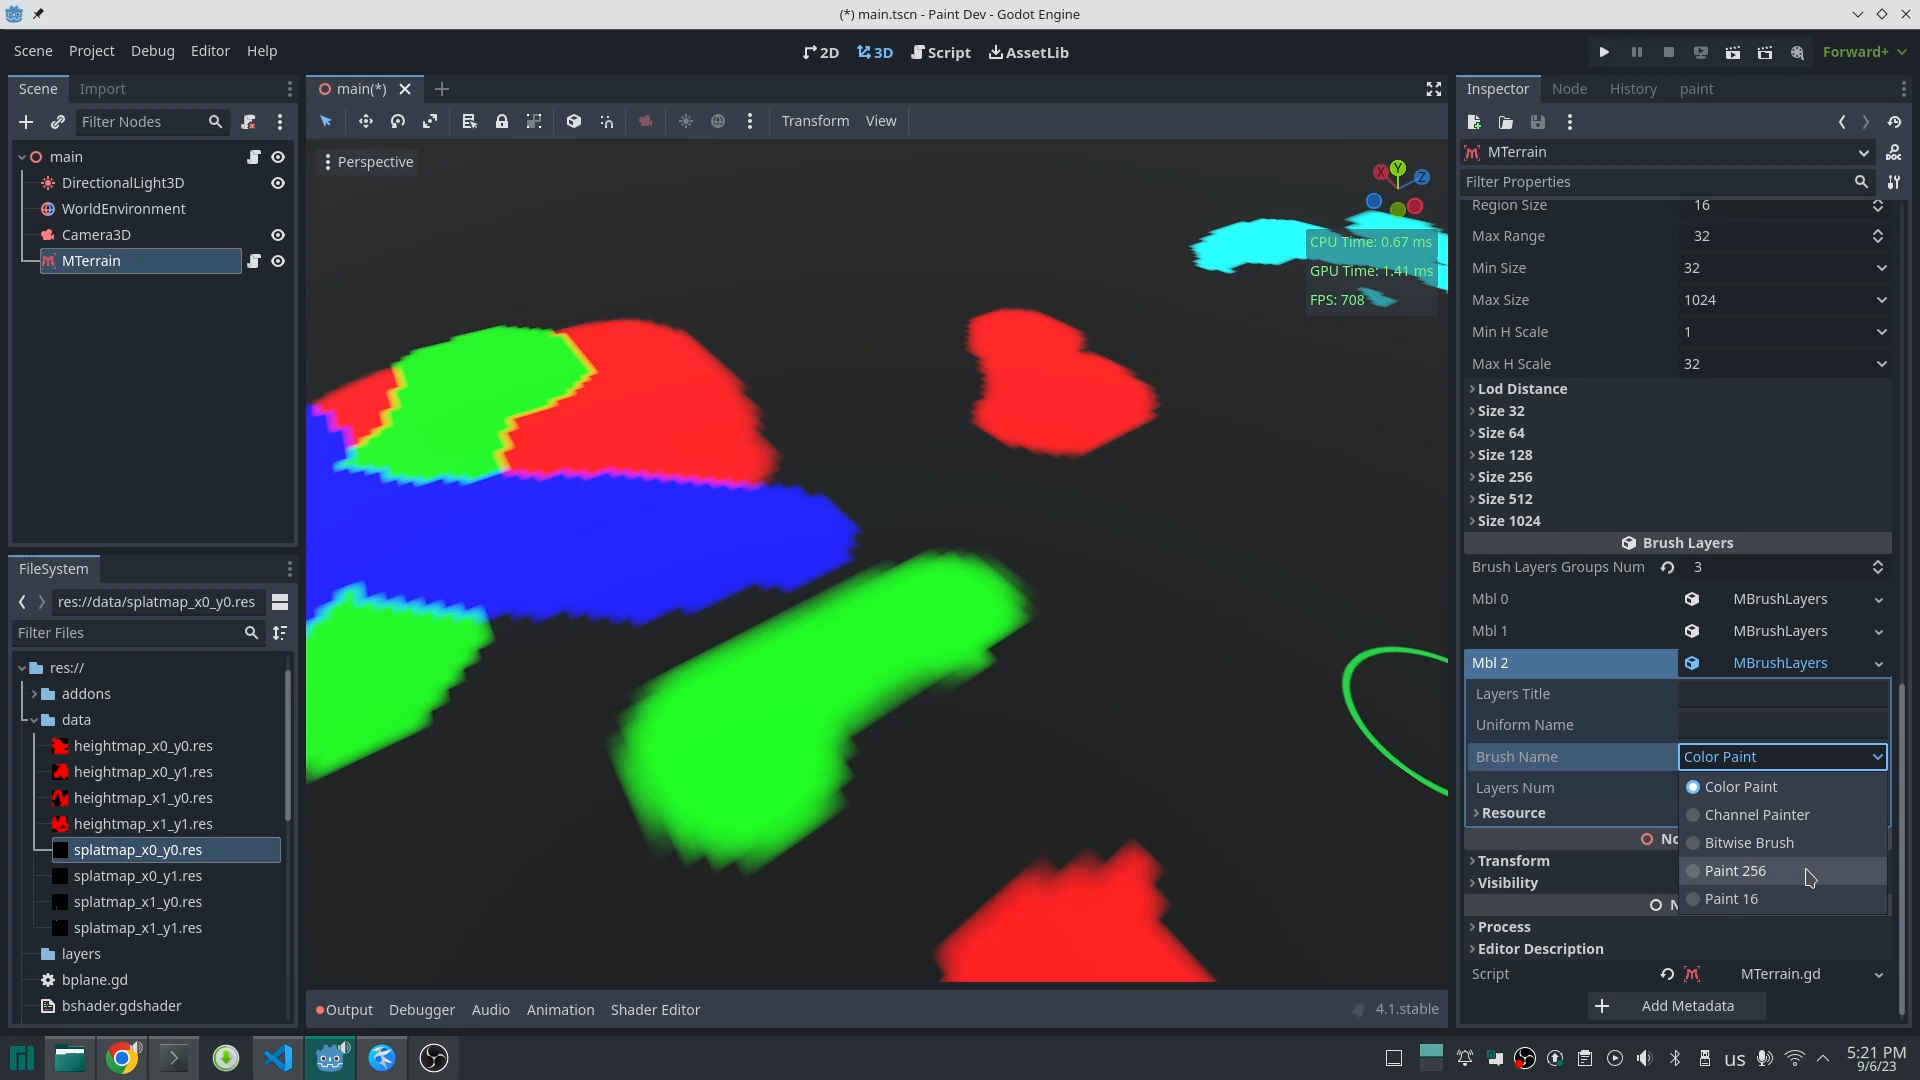 (*) main.tscn - Paint Dev - Godot Engine
Scene Project Debug Editor Help
2D 3D Script AssetLib
Forward+
Scene Import
Filter Nodes
main
DirectionalLight3D
WorldEnvironment
Camera3D
MTerrain
FileSystem
res://data/splatmap_x0_y0.res
Filter Files
res://
addons
data
heightmap_x0_y0.res
heightmap_x0_y1.res
heightmap_x1_y0.res
heightmap_x1_y1.res
splatmap_x0_y0.res
splatmap_x0_y1.res
splatmap_x1_y0.res
splatmap_x1_y1.res
layers
bplane.gd
bshader.gdshader
main(*)
Transform View
Perspective
X Y Z
CPU Time: 0.67 ms
GPU Time: 1.41 ms
FPS: 708
Output Debugger Audio Animation Shader Editor
4.1.stable
Inspector Node History paint
MTerrain
DOC
Filter Properties
Region Size 16
Max Range 32
Min Size 32
Max Size 1024
Min H Scale 1
Max H Scale 32
Lod Distance
Size 32
Size 64
Size 128
Size 256
Size 512
Size 1024
Brush Layers
Brush Layers Groups Num 3
Mbl 0 MBrushLayers
Mbl 1 MBrushLayers
Mbl 2 MBrushLayers
Layers Title
Uniform Name
Brush Name Color Paint
Layers Num
Color Paint
Channel Painter
Bitwise Brush
Paint 256
Paint 16
Resource
Transform
Visibility
Process
Editor Description
Script MTerrain.gd
Add Metadata
us
5:21 PM
9/6/23